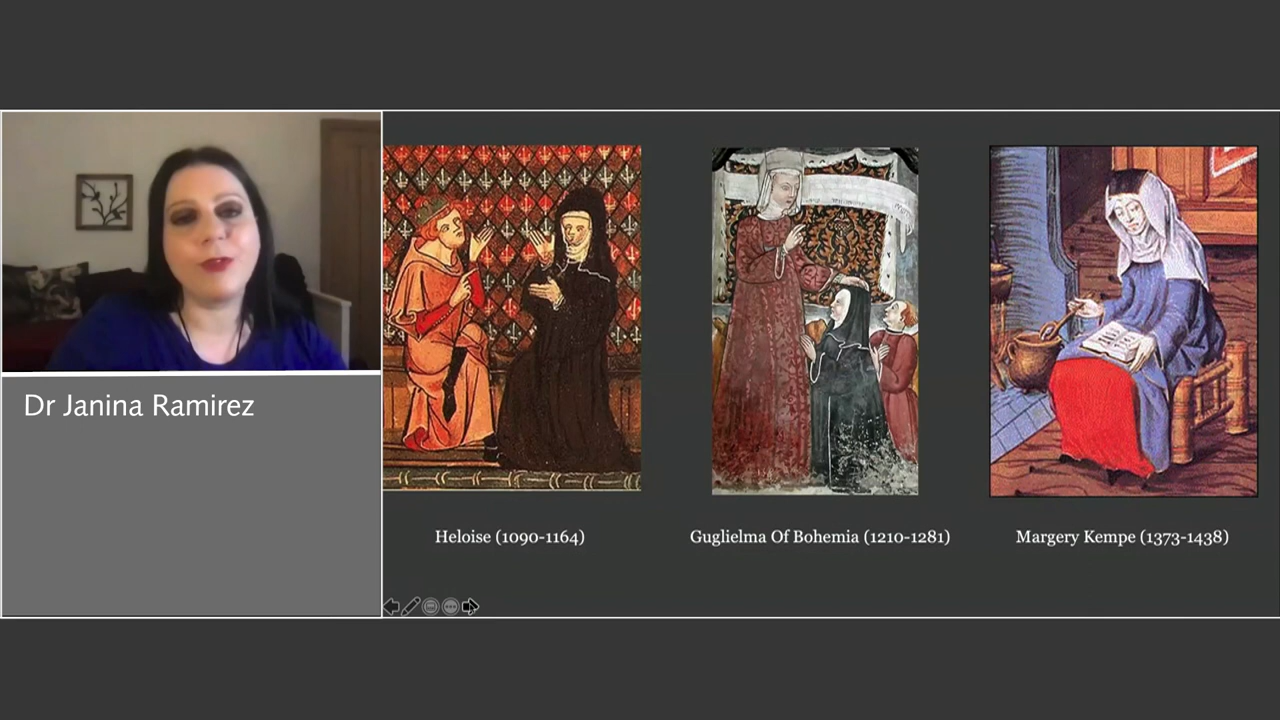 Dr Janina Ramirez
Heloise (1090-1164)
Guglielma Of Bohemia (1210-1281)
Margery Kempe (1373-1438)